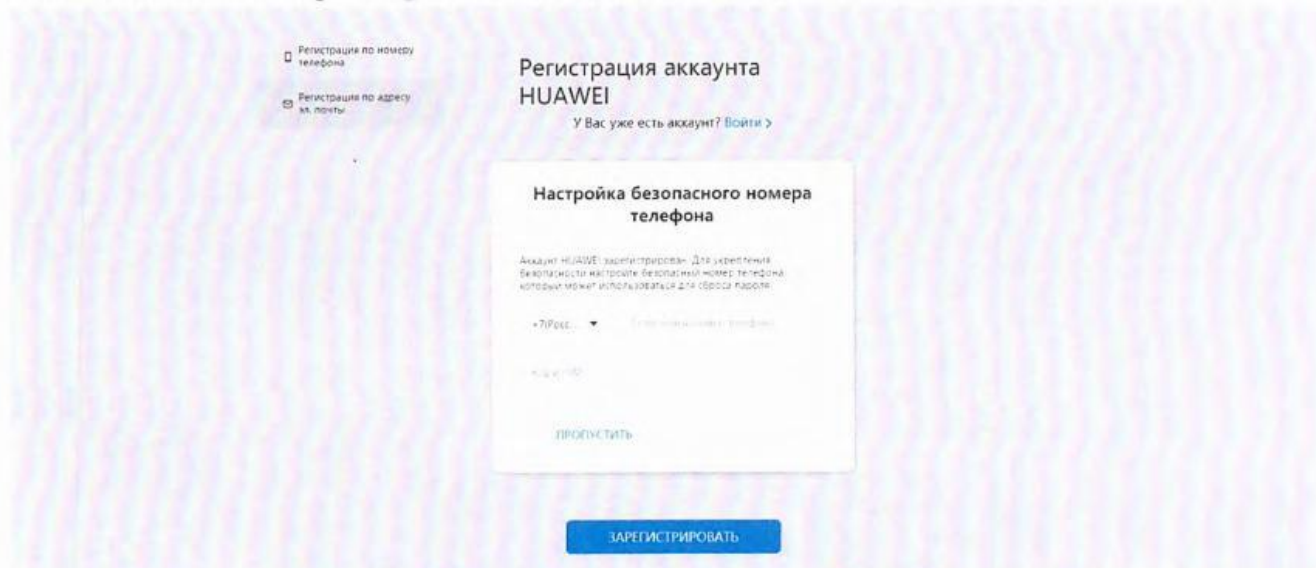 Регистрация по номеру
телефона
Регистрация по адресу
эл. почты
Регистрация аккаунта
HUAWEI
У Вас уже есть аккаунт? Войти >
Настройка безопасного номера
телефона
Аккаунт HUAWEI зарегистрирован. Для укрепления
безопасности настройте безопасный номер телефона,
который может использоваться для сброса пароля.
+7(Росс...
ПРОПУСТИТЬ
ЗАРЕГИСТРИРОВАТЬ